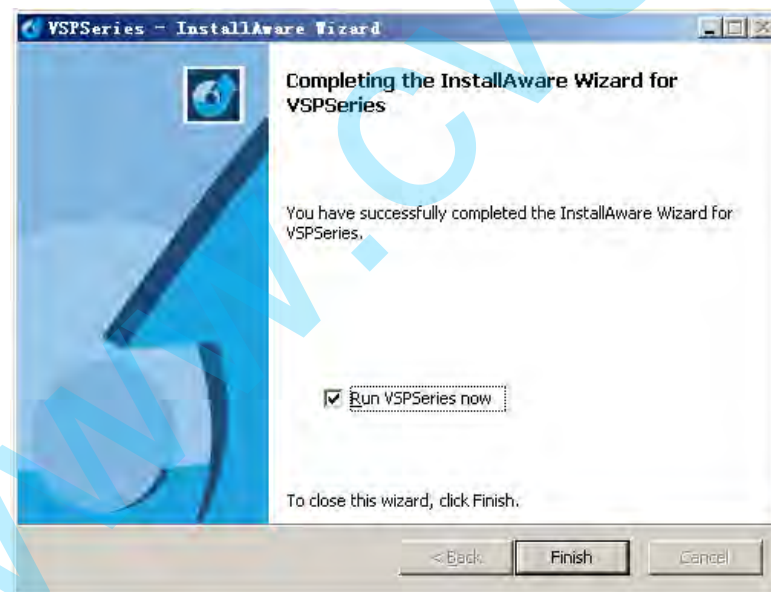 VSPSeries - InstallAware Wizard
Completing the InstallAware Wizard for
VSPSeries
You have successfully completed the InstallAware Wizard for
VSPSeries.
Run VSPSeries now
To close this wizard, click Finish.
< Back
Finish
Cancel